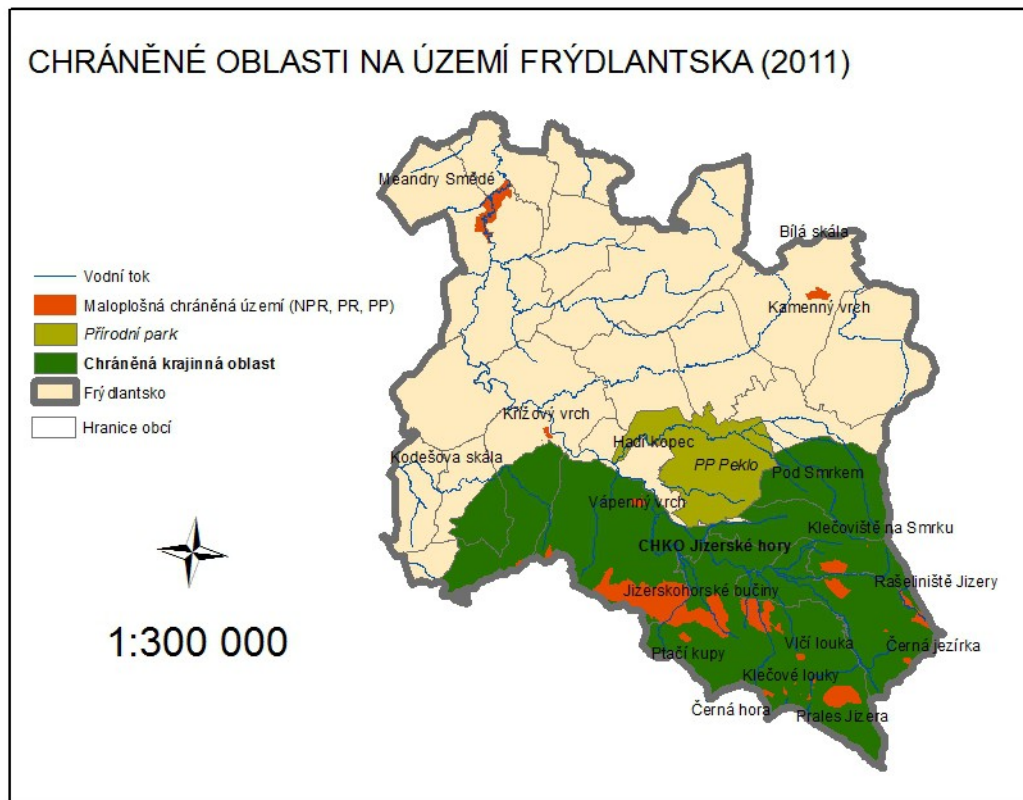 CHRÁNĚNÉ OBLASTI NA ÚZEMÍ FRÝDLANTSKA (2011)
Meandry Smědé
Bílá skála
Vodní tok
Maloplošná chráněná území (NPR, PR, PP)
Kamenný vrch
Přírodní park
Chráněná krajinná oblast
Frýdlantsko
Křížový vrch
Hranice obcí
Hadí kopec
Kodešova skála
PP Peklo
Pod Smrkem
Vápenný vrch
Klečoviště na Smrku
CHKO Jizerské hory
Rašeliniště Jizery
Jizerskohorské bučiny
1:300 000
Vlčí louka
Černá jezírka
Ptačí kupy
Klečové louky
Černá hora
Prales Jizera